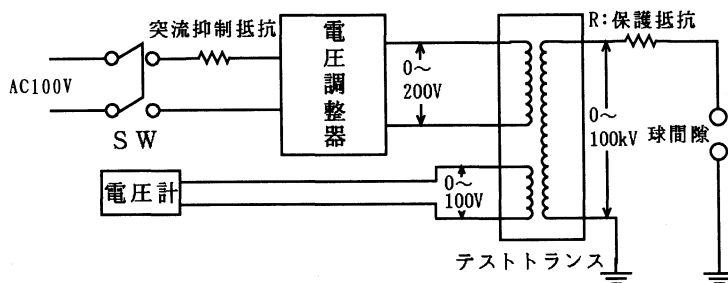 突流抑制抵抗
電圧調整器
R:保護抵抗
AC100V
0～
200V
0～
100kV
球間隙
SW
電圧計
0～
100V
テストトランス